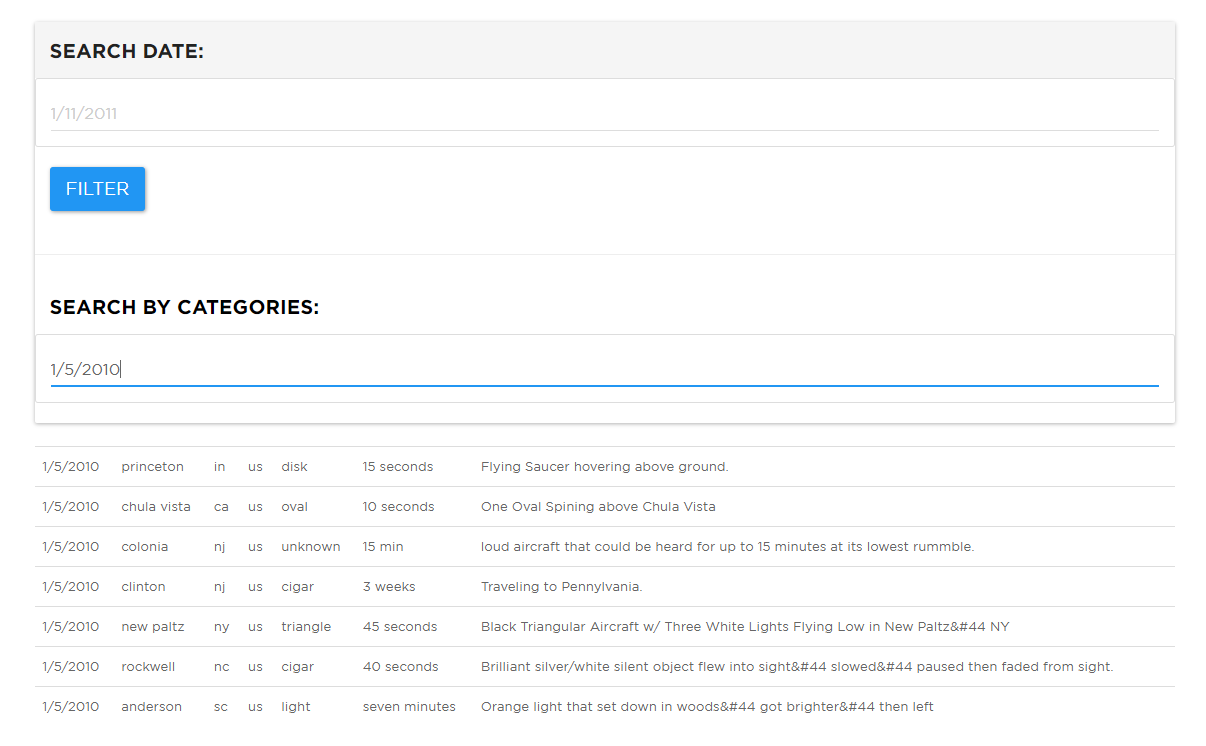 SEARCH DATE:
1/11/2011
FILTER
SEARCH BY CATEGORIES:
1/5/2010
1/5/2010 princeton in us disk 15 seconds Flying Saucer hovering above ground.
1/5/2010 chula vista ca us oval 10 seconds One Oval Spining above Chula Vista
1/5/2010 colonia nj us unknown 15 min loud aircraft that could be heard for up to 15 minutes at its lowest rummble.
1/5/2010 clinton nj us cigar 3 weeks Traveling to Pennylvania.
1/5/2010 new paltz ny us triangle 45 seconds Black Triangular Aircraft w/ Three White Lights Flying Low in New Paltz&#44 NY
1/5/2010 rockwell nc us cigar 40 seconds Brilliant silver/white silent object flew into sight&#44 slowed&#44 paused then faded from sight.
1/5/2010 anderson sc us light seven minutes Orange light that set down in woods&#44 got brighter&#44 then left